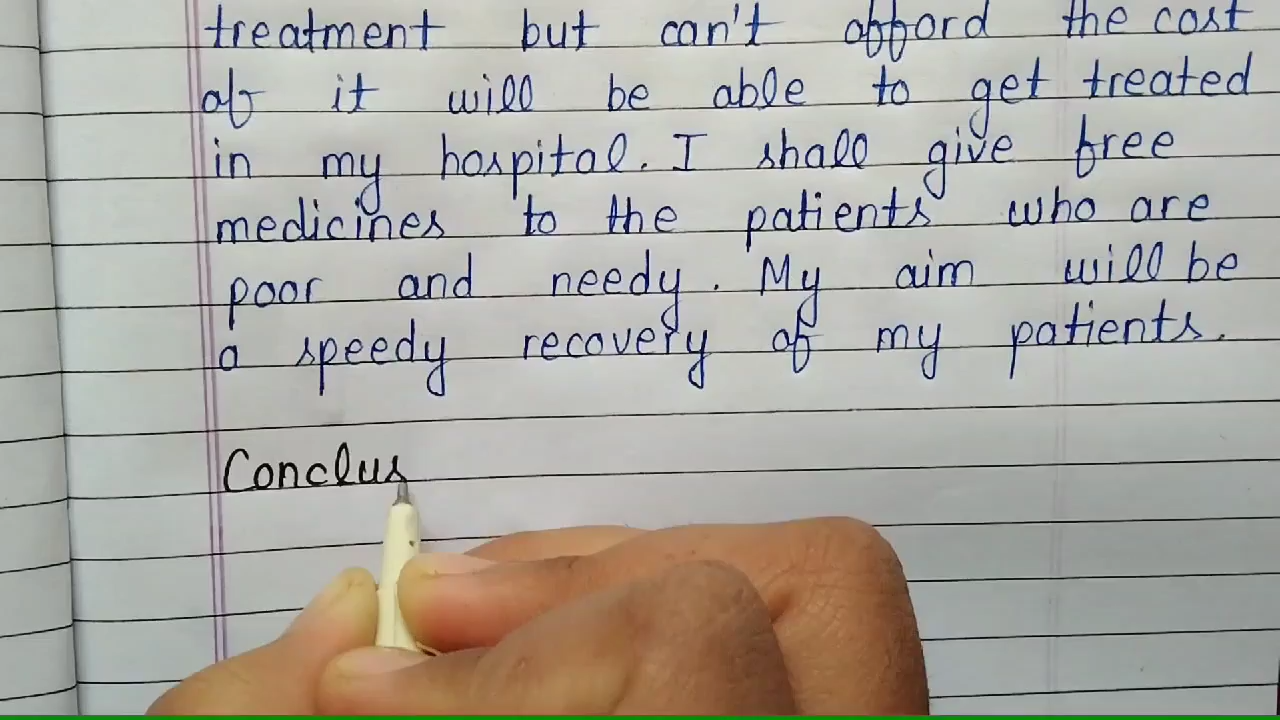 treatment but can't afford the cost
of it will be able to get treated
in my hospital. I shall give free
medicines to the patients who are
poor and needy. My aim will be
a speedy recovery of my patients.
Conclus